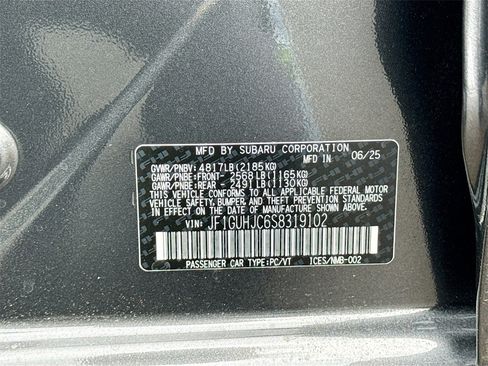 MFD BY SUBARU CORPORATION
GVWR/PNBV: 4817LB(2185KG) MFD IN 06/25
GAWR/PNBE:FRONT- 2568LB(1165KG)
GAWR/PNBE:REAR - 2491LB(1130KG)
THIS VEHICLE CONFORMS TO ALL APPLICABLE FEDERAL MOTOR
VEHICLE SAFETY, BUMPER,AND THEFT PREVENTION STANDARDS
IN EFFECT ON THE DATE OF MANUFACTURE SHOWN ABOVE.
VIN: JF1GUHJC6S8319102
PASSENGER CAR TYPE:PC/VT ICES/NMB-002